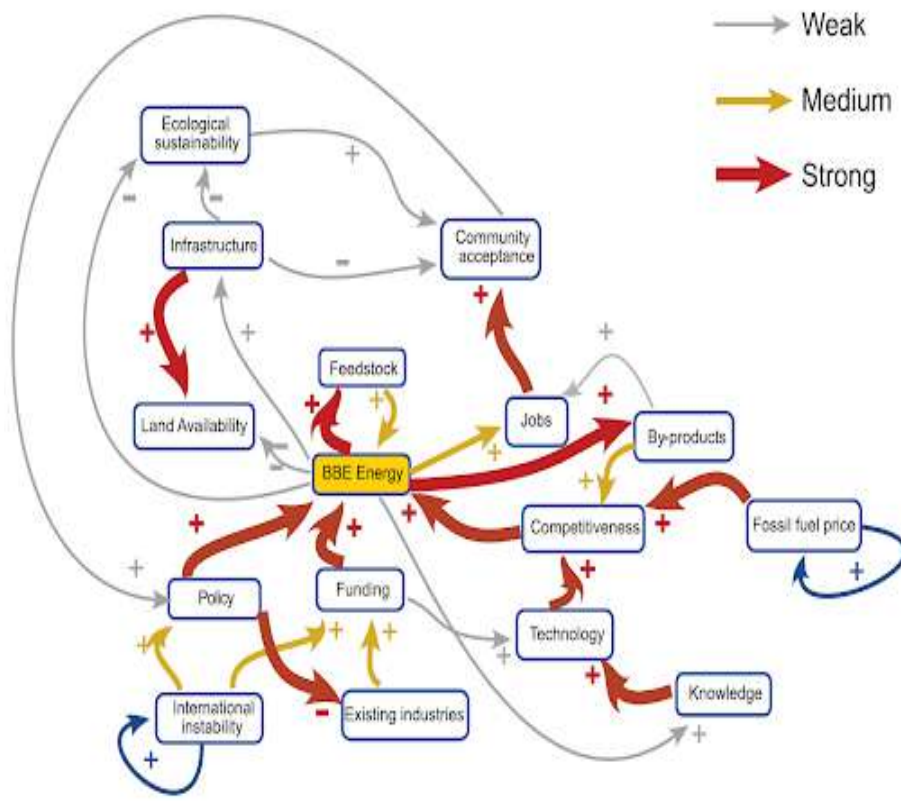 Weak
Medium
Strong
Ecological
sustainability
+
-
-
Infrastructure
-
Community
acceptance
+
+
+
+
Feedstock
+
+
+
Land Availability
Jobs
By-products
-
-
BBE Energy
+
+
+
+
+
Competitiveness
+
Fossil fuel price
+
+
+
Policy
Funding
+
+
+
Technology
+
+
Knowledge
International
instability
-
Existing industries
+
+